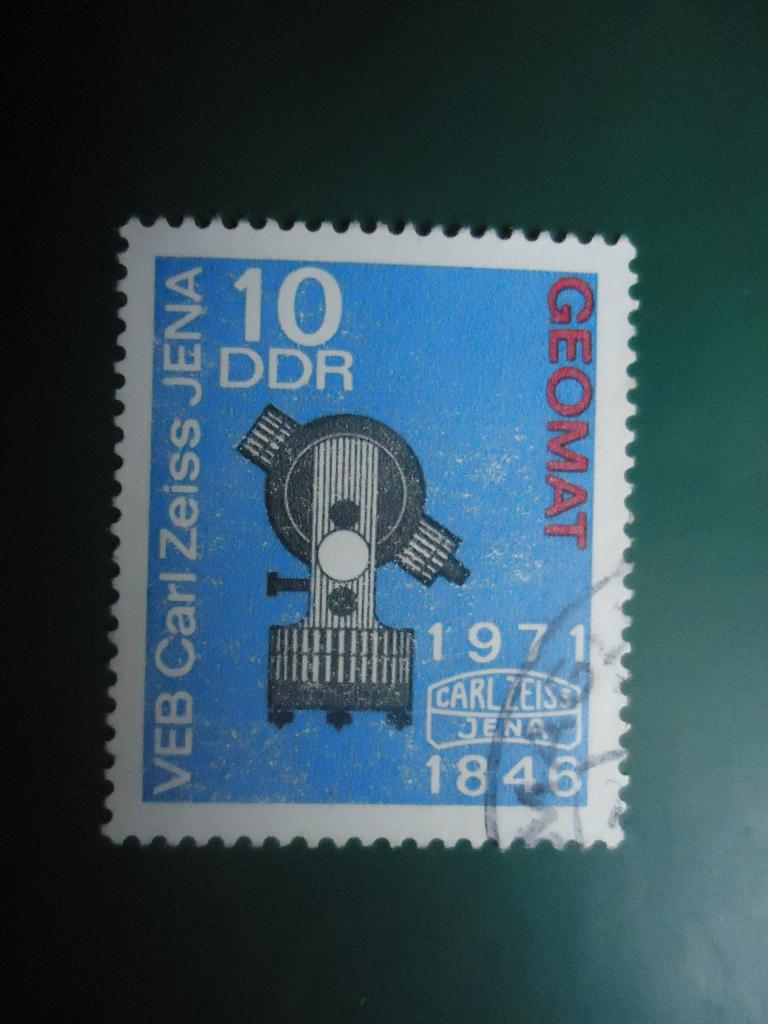 VEB Carl Zeiss JENA
10
DDR
GEOMAT
1971
CARL ZEISS
JENA
1846